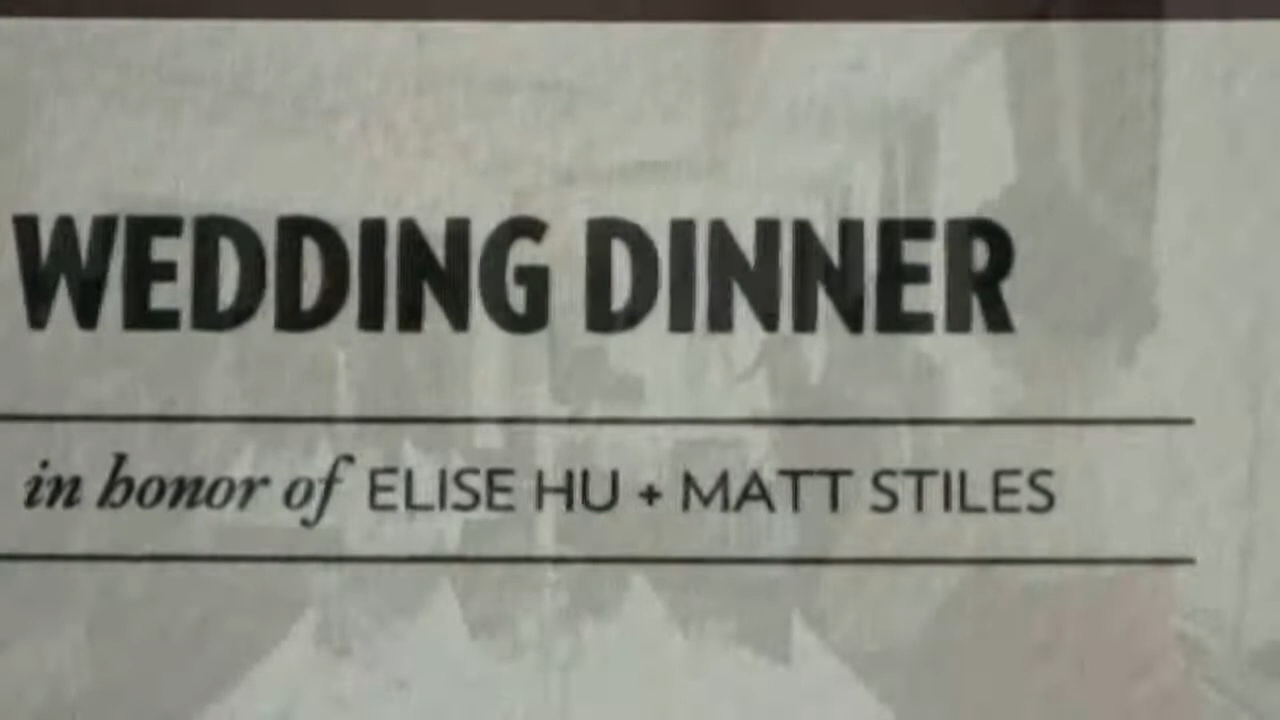 WEDDING DINNER
in honor of ELISE HU + MATT STILES